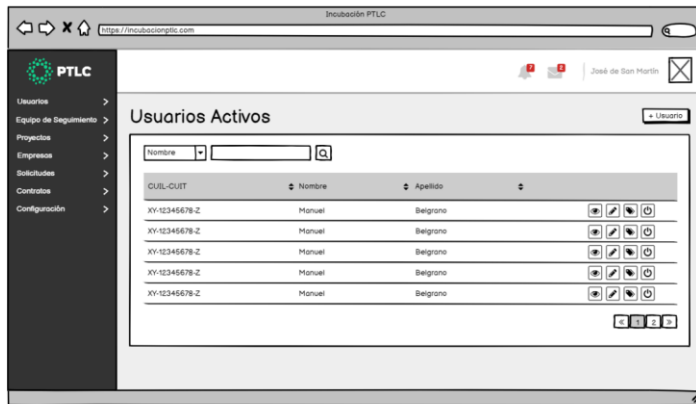 Incubación PTLC
https://incubacionptlc.com
PTLC
7
2
José de San Martín
Usuarios
Equipo de Seguimiento
Proyectos
Empresas
Solicitudes
Contratos
Configuración
Usuarios Activos
+ Usuario
Nombre
CUIL-CUIT Nombre Apellido
XY-12345678-Z Manuel Belgrano
XY-12345678-Z Manuel Belgrano
XY-12345678-Z Manuel Belgrano
XY-12345678-Z Manuel Belgrano
XY-12345678-Z Manuel Belgrano
« 1 2 »